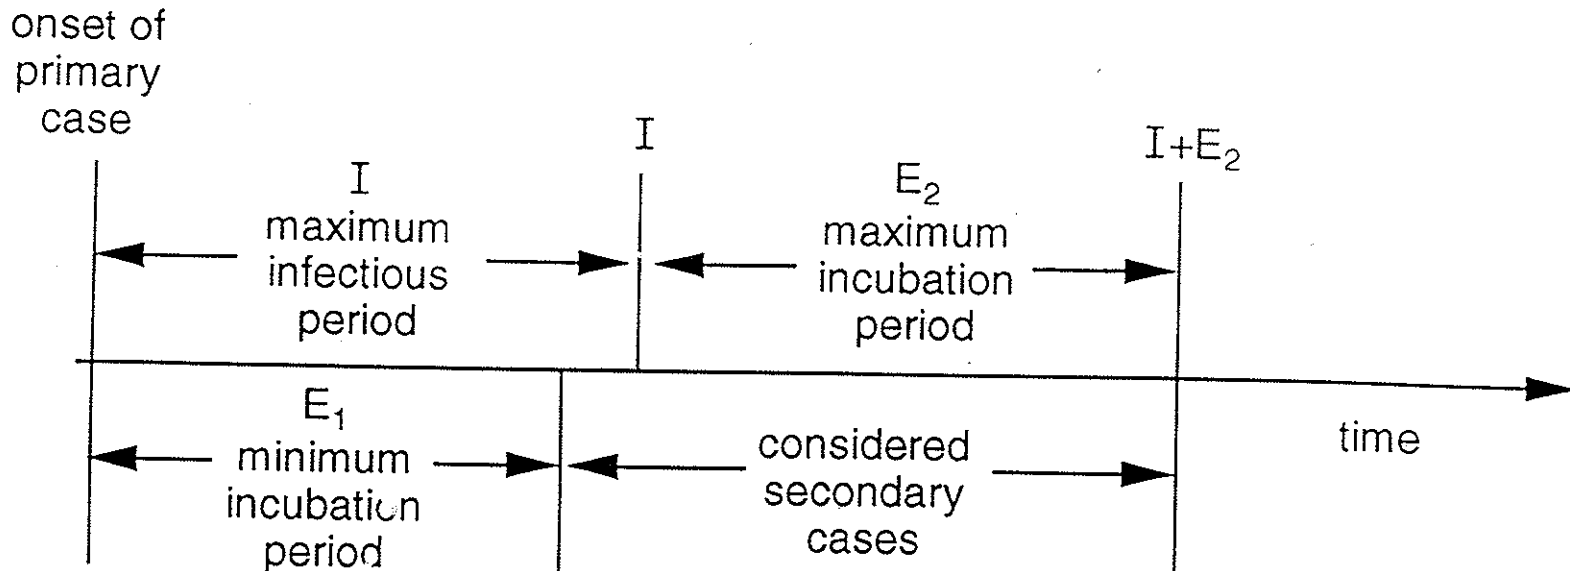 onset of
primary
case
I
I+E₂
I
maximum
infectious
period
E₂
maximum
incubation
period
E₁
minimum
incubation
period
considered
secondary
cases
time